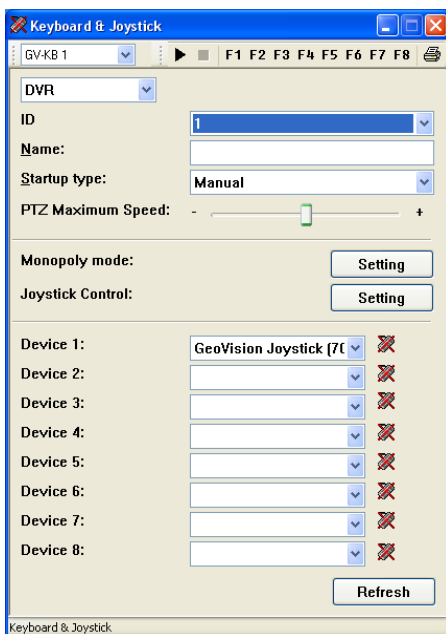 Keyboard & Joystick
GV-KB 1 F1 F2 F3 F4 F5 F6 F7 F8
DVR
ID 1
Name:
Startup type: Manual
PTZ Maximum Speed: - +
Monopoly mode: Setting
Joystick Control: Setting
Device 1: GeoVision Joystick (70
Device 2:
Device 3:
Device 4:
Device 5:
Device 6:
Device 7:
Device 8:
Refresh
Keyboard & Joystick